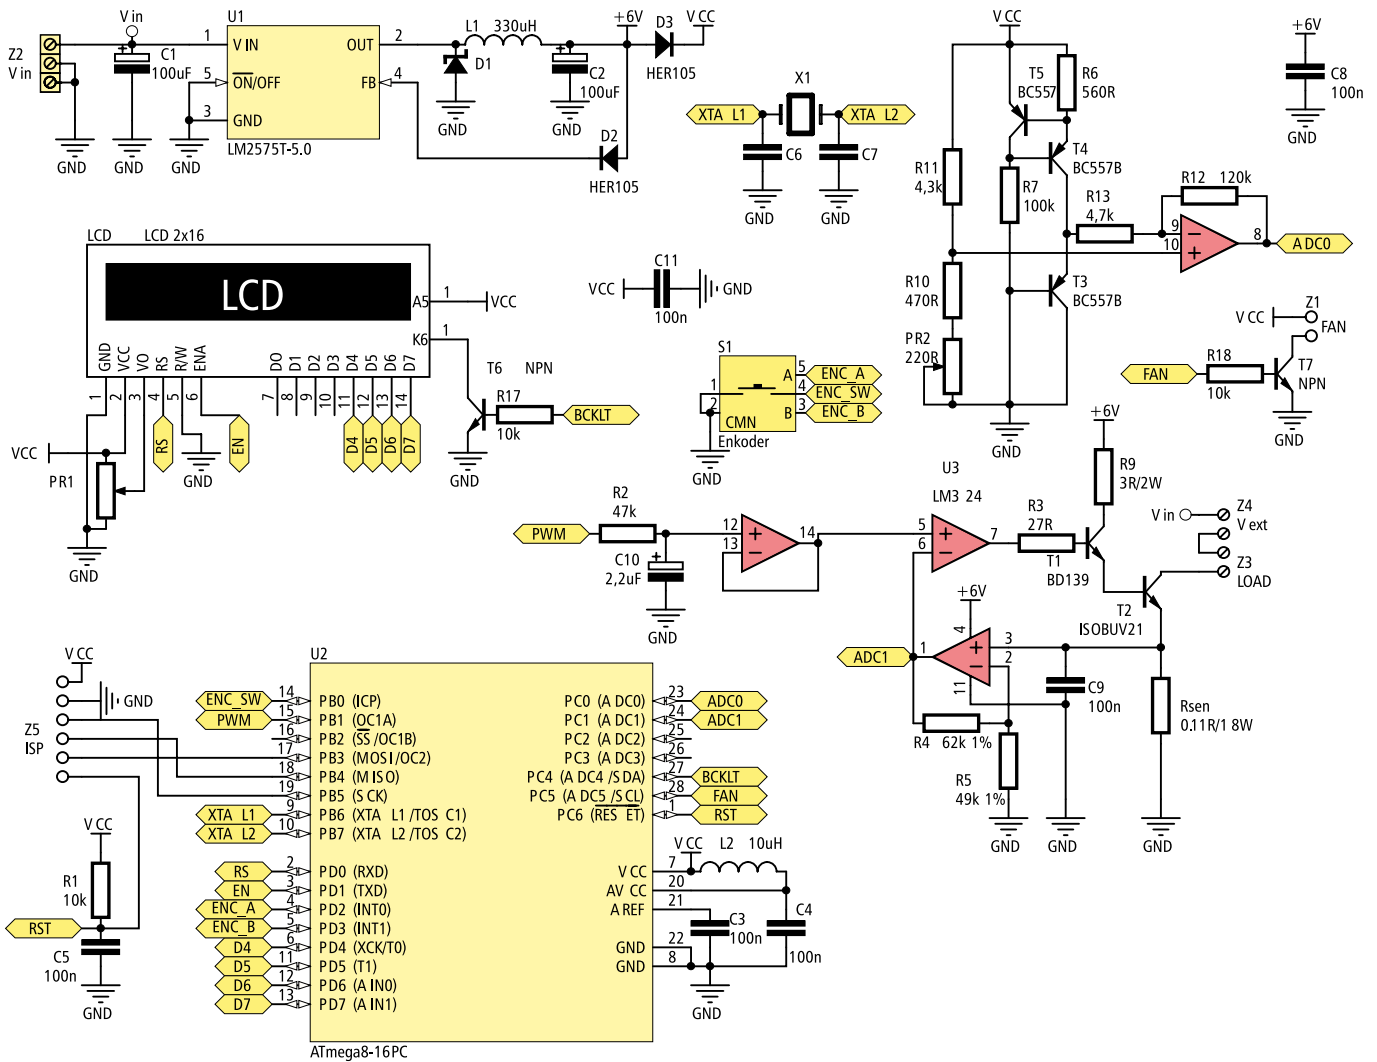 Z2
V in
V in
C1
100uF
GND
GND
GND
U1
1
V IN
OUT
2
5
ON/OFF
FB
4
3
GND
LM2575T-5.0
L1
330uH
D1
GND
C2
100uF
GND
+6V
D3
HER105
V CC
D2
HER105
XTA L1
X1
XTA L2
C6
C7
GND
GND
V CC
T5
BC557
R6
560R
T4
BC557B
R11
4,3k
R7
100k
R13
4,7k
R12
120k
9
10
8
A DC0
R10
470R
PR2
220R
T3
BC557B
GND
+6V
C8
100n
GND
LCD
LCD 2x16
LCD
A5
1
VCC
K6
1
GND
VCC
VO
RS
R/W
ENA
DO
D1
D2
D3
D4
D5
D6
D7
1
2
3
4
5
6
7
8
9
10
11
12
13
14
RS
GND
EN
D4
D5
D6
D7
VCC
PR1
GND
T6
NPN
R17
10k
BCKLT
GND
VCC
C11
100n
GND
S1
1
2
A
5
ENC_A
4
ENC_SW
B
3
ENC_B
CMN
Enkoder
GND
Z1
V CC
FAN
FAN
R18
10k
T7
NPN
GND
PWM
R2
47k
C10
2,2uF
GND
12
13
14
U3
LM3 24
5
6
7
R3
27R
T1
BD139
+6V
R9
3R/2W
V in
Z4
V ext
Z3
LOAD
T2
ISOBUV21
+6V
4
11
1
3
2
ADC1
R4
62k 1%
R5
49k 1%
GND
C9
100n
GND
Rsen
0.11R/1 8W
GND
V CC
GND
Z5
ISP
V CC
R1
10k
RST
C5
100n
GND
U2
ENC_SW
14
PB0 (ICP)
PWM
15
PB1 (OC1A)
16
PB2 (SS/OC1B)
17
PB3 (MOSI/OC2)
18
PB4 (M ISO)
19
PB5 (S CK)
XTA L1
9
PB6 (XTA L1 /TOS C1)
XTA L2
10
PB7 (XTA L2 /TOS C2)
RS
2
PD0 (RXD)
EN
3
PD1 (TXD)
ENC_A
4
PD2 (INT0)
ENC_B
5
PD3 (INT1)
D4
6
PD4 (XCK/T0)
D5
11
PD5 (T1)
D6
12
PD6 (A IN0)
D7
13
PD7 (A IN1)
PC0 (A DC0)
23
ADC0
PC1 (A DC1)
24
ADC1
PC2 (A DC2)
25
PC3 (A DC3)
26
PC4 (A DC4 /S DA)
27
BCKLT
PC5 (A DC5 /S CL)
28
FAN
PC6 (RES ET)
1
RST
V CC
7
AV CC
20
A REF
21
GND
22
GND
8
V CC
L2
10uH
C3
100n
C4
100n
GND
ATmega8-16PC